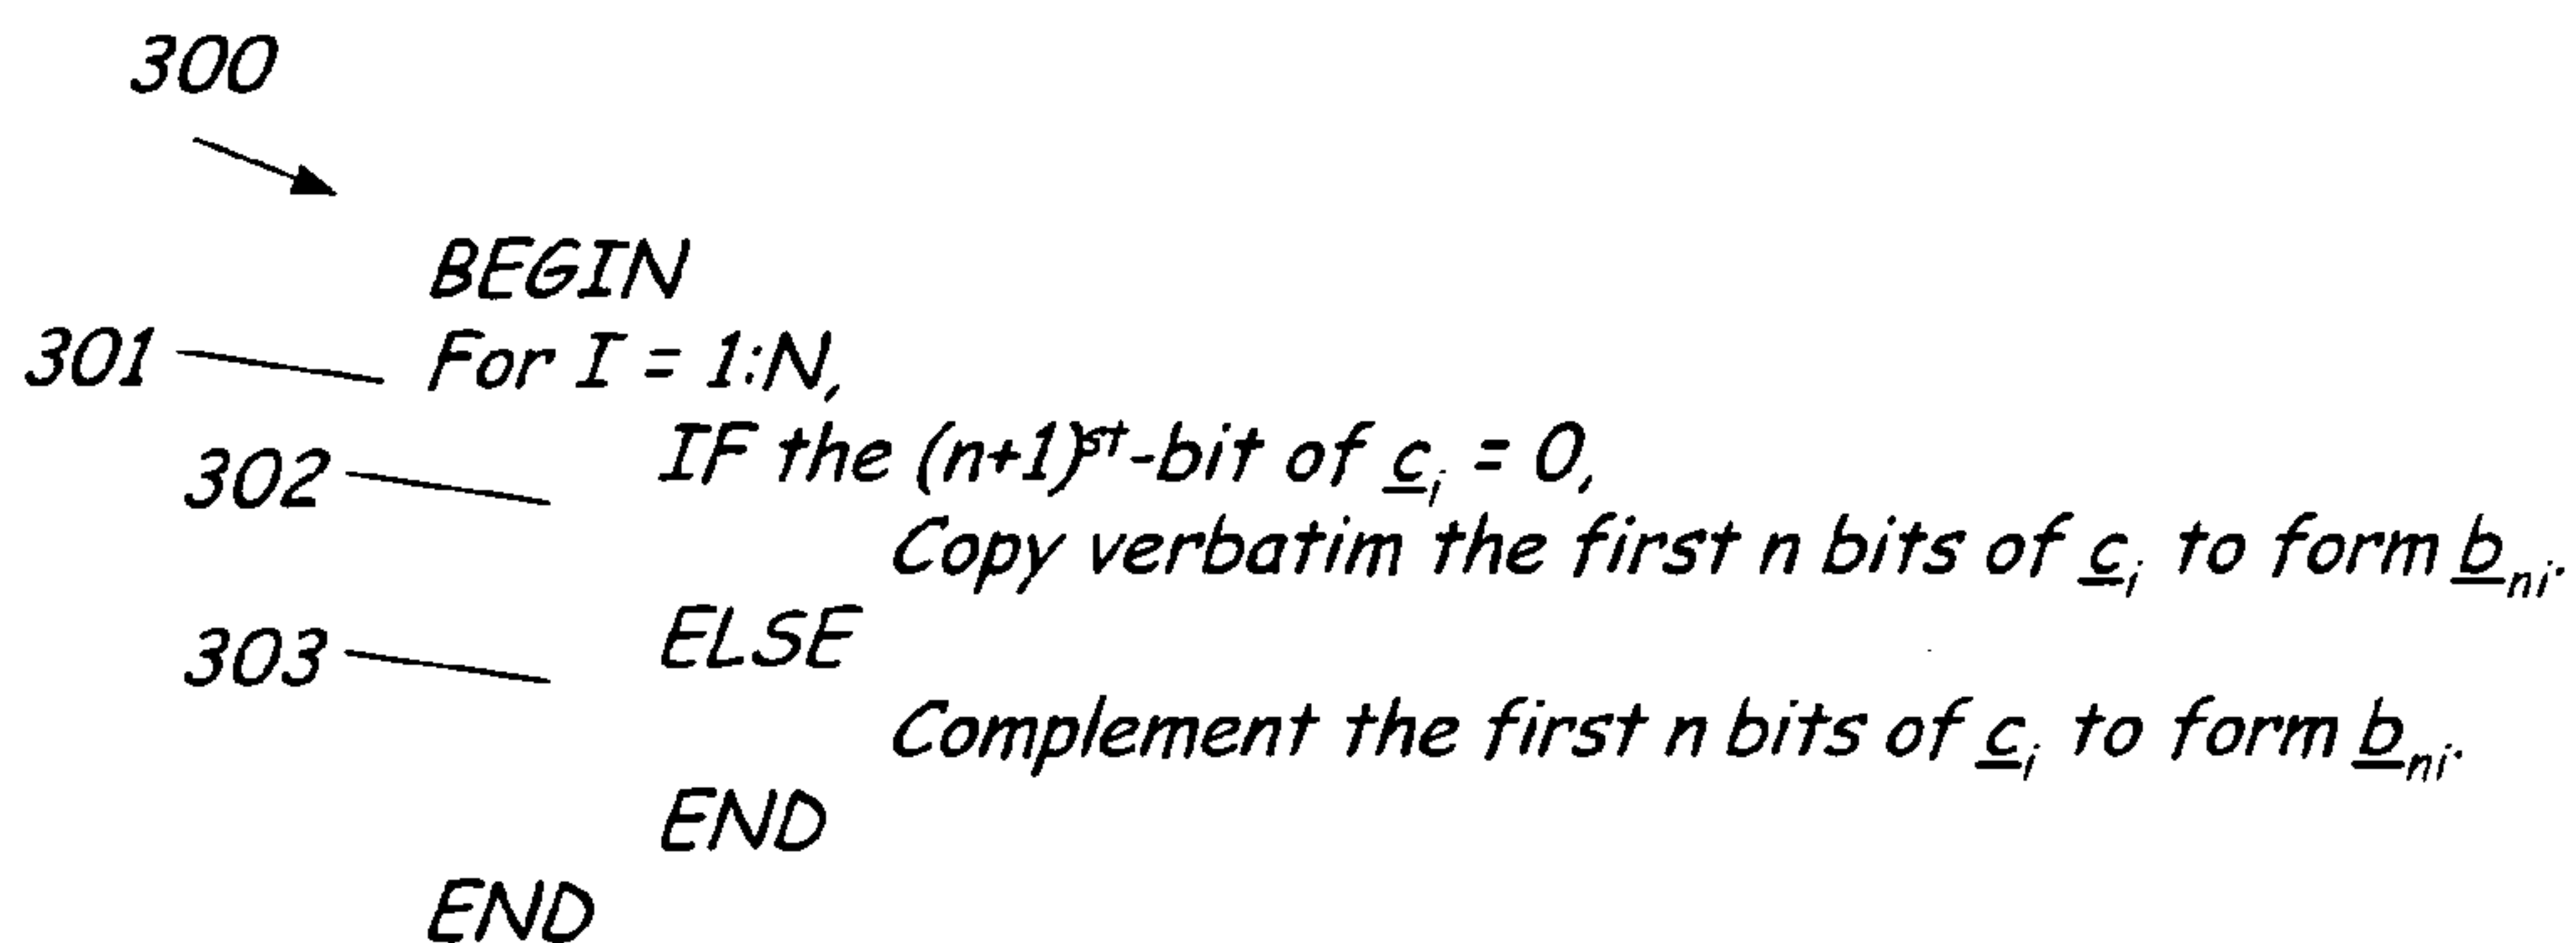 300
BEGIN
301 For I = 1:N,
302 IF the (n+1)st-bit of c_i = 0,
Copy verbatim the first n bits of c_i to form b_ni.
303 ELSE
Complement the first n bits of c_i to form b_ni.
END
END